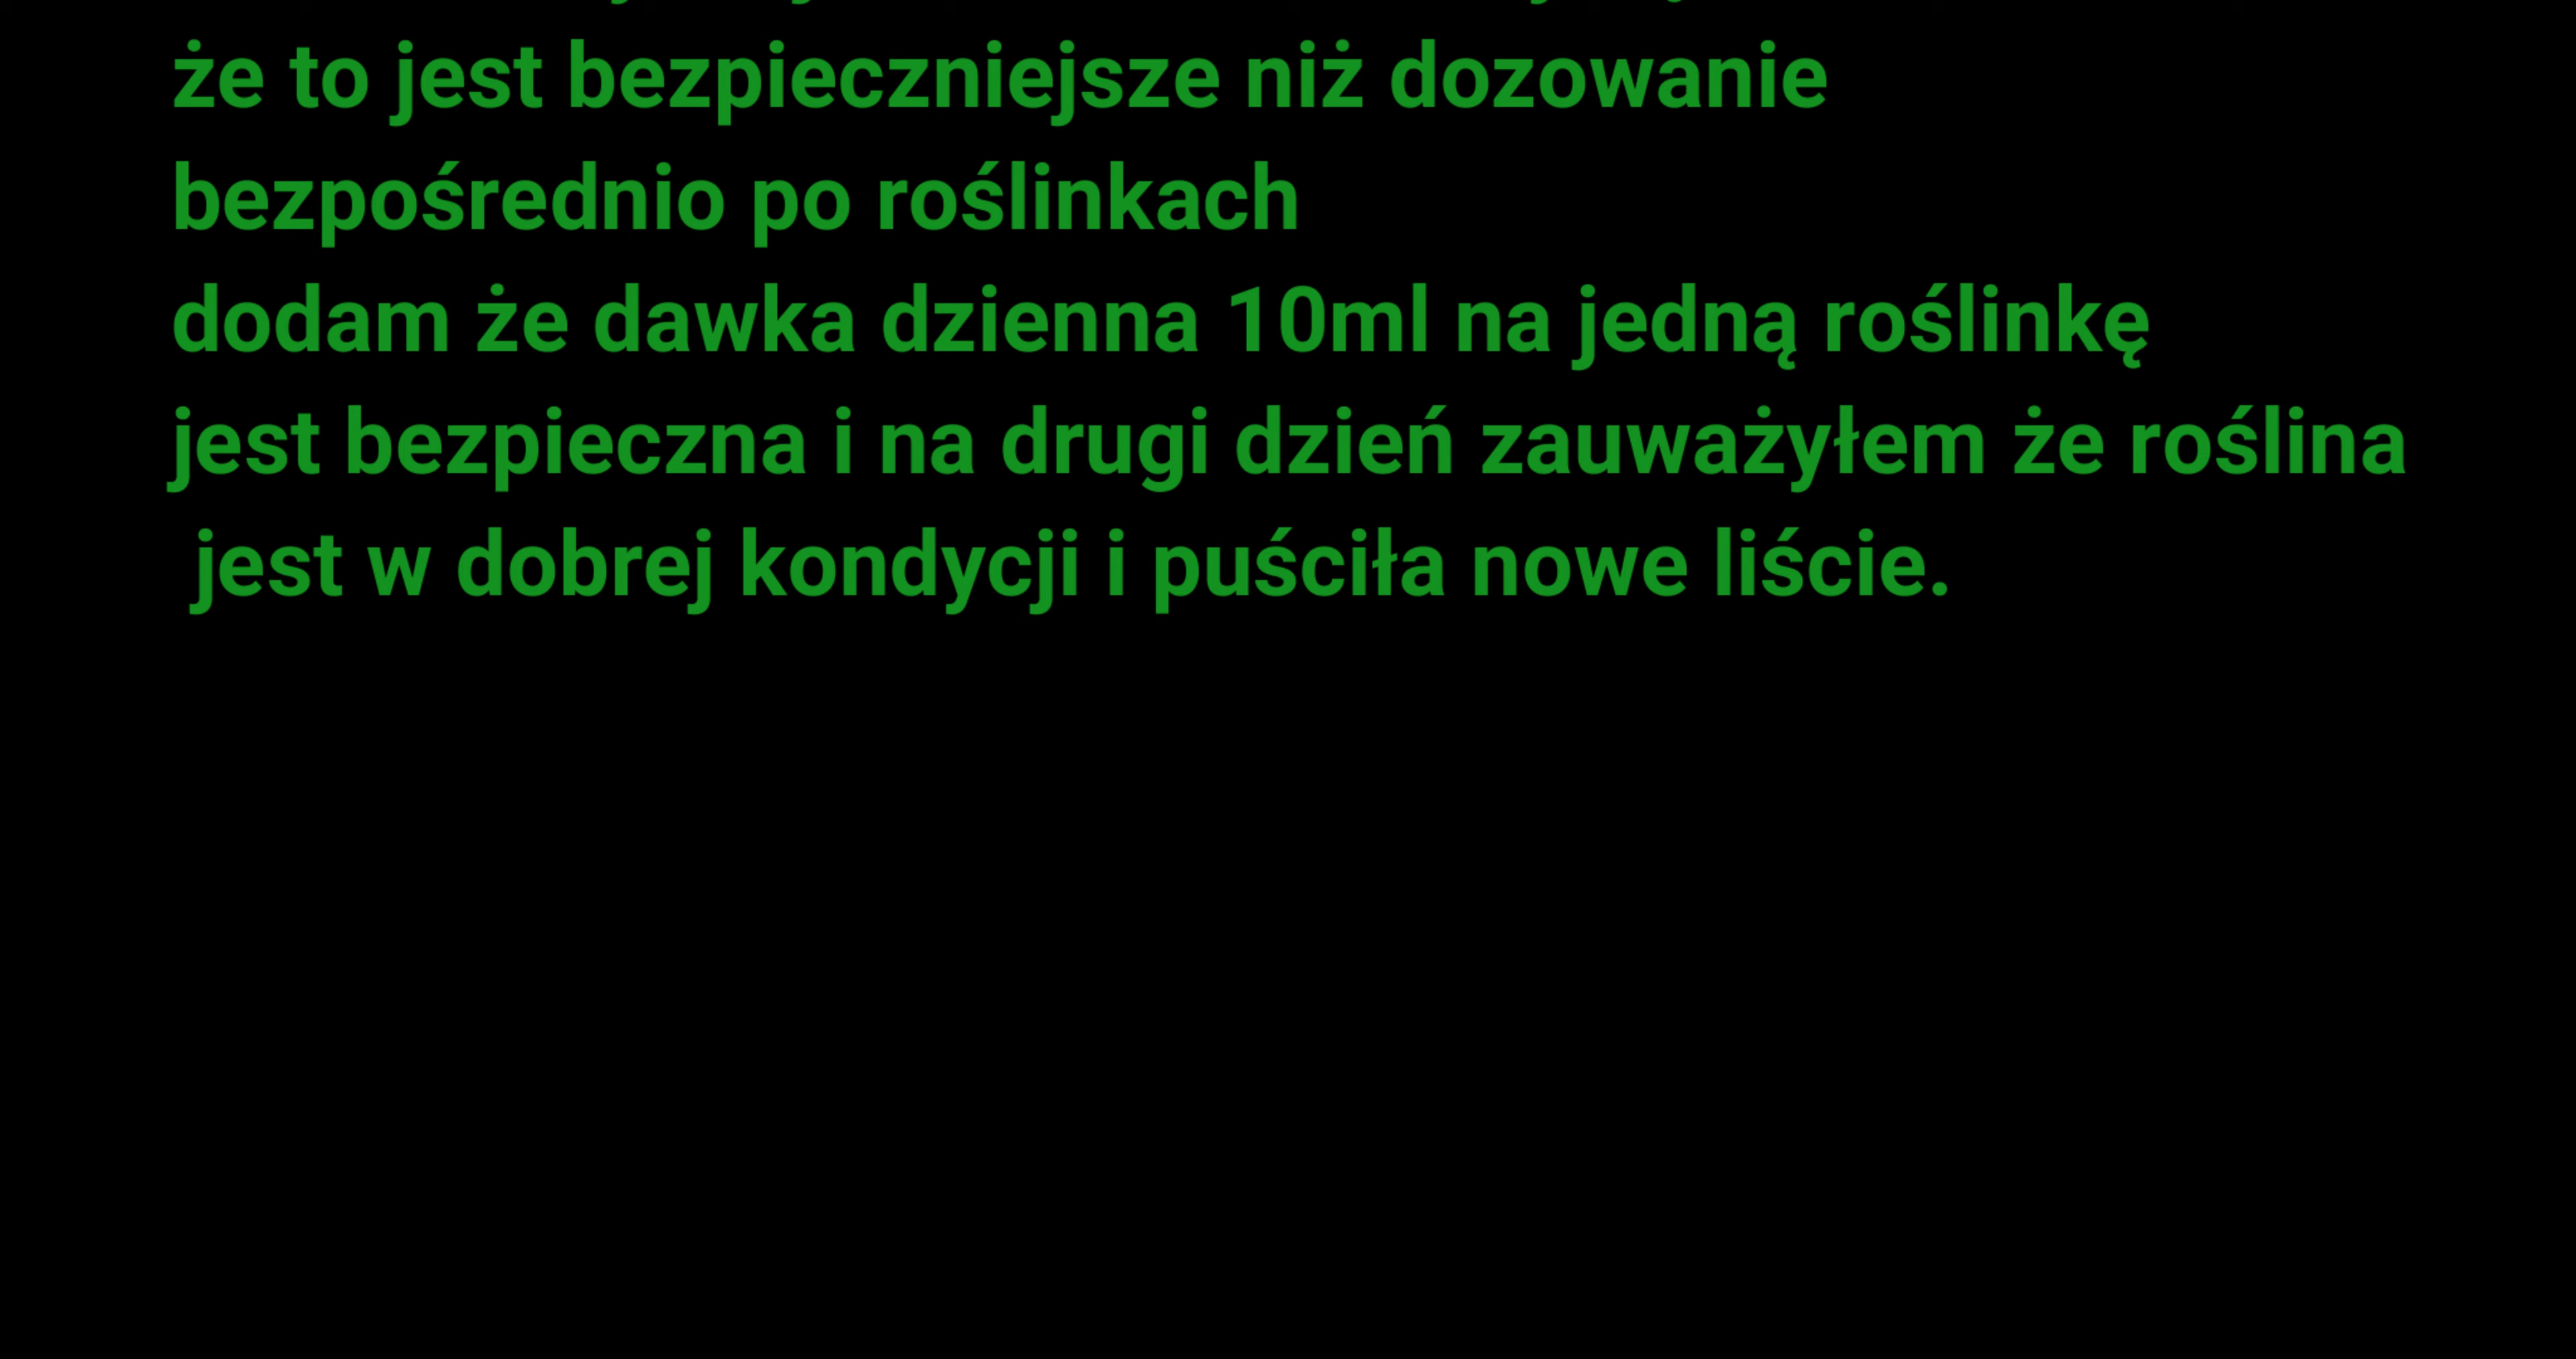 że to jest bezpieczniejsze niż dozowanie
bezpośrednio po roślinkach
dodam że dawka dzienna 10ml na jedną roślinkę
jest bezpieczna i na drugi dzień zauważyłem że roślina
jest w dobrej kondycji i puściła nowe liście.